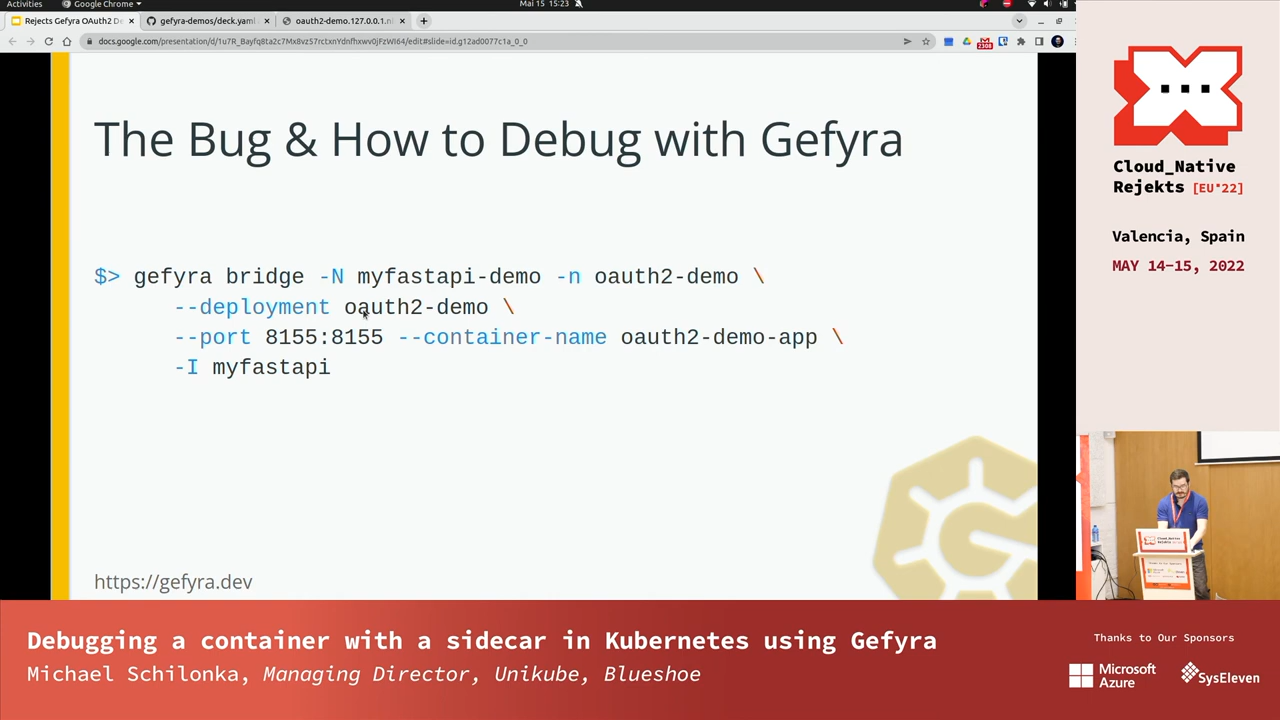 Activities
Google Chrome
Mai 15 15:23
Rejects Gefyra OAuth2 De
gefyra-demos/deck.yaml
oauth2-demo.127.0.0.1.ni
2308
The Bug & How to Debug with Gefyra
$> gefyra bridge -N myfastapi-demo -n oauth2-demo \
--deployment oauth2-demo \
--port 8155:8155 --container-name oauth2-demo-app \
-I myfastapi
https://gefyra.dev
Cloud_Native
Rejekts [EU'22]
Valencia, Spain
MAY 14-15, 2022
Debugging a container with a sidecar in Kubernetes using Gefyra
Michael Schilonka, Managing Director, Unikube, Blueshoe
Thanks to Our Sponsors
Microsoft
Azure
SysEleven